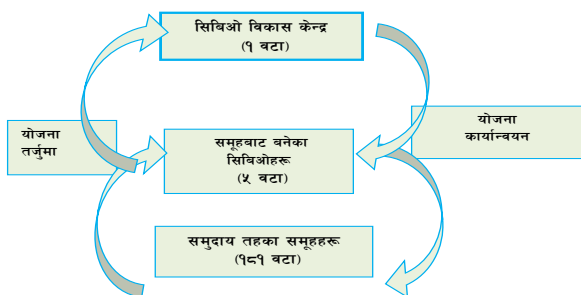 सिबिओ विकास केन्द्र
(१ वटा)
योजना
तर्जुमा
समूहबाट बनेका
सिबिओहरू
(५ वटा)
योजना
कार्यान्वयन
समुदाय तहका समूहहरू
(१८१ वटा)